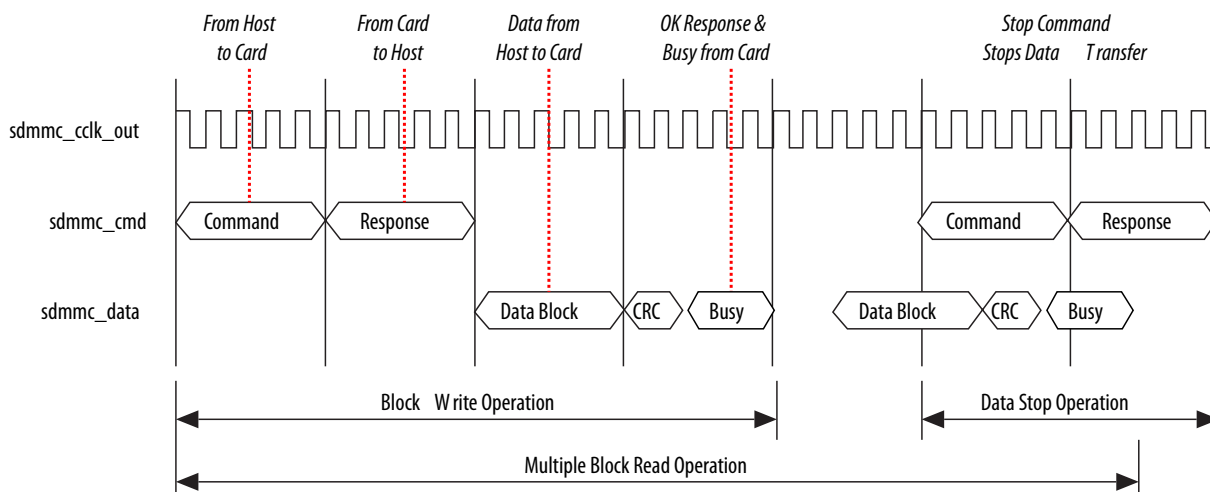 From Host
to Card
From Card
to Host
Data from
Host to Card
OK Response &
Busy from Card
Stop Command
Stops Data Transfer
sdmmc_cclk_out
sdmmc_cmd
Command
Response
Command
Response
sdmmc_data
Data Block
CRC
Busy
Data Block
CRC
Busy
Block Write Operation
Data Stop Operation
Multiple Block Read Operation